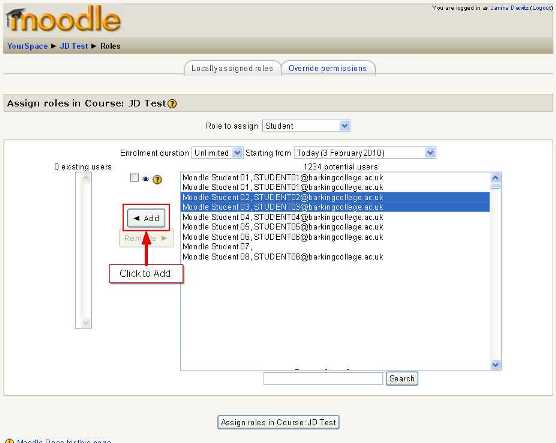 moodle
You are logged in as Janina Dewitz (Logout)
YourSpace ► JD Test ► Roles
Locally assigned roles
Override permissions
Assign roles in Course: JD Test
Role to assign Student
Enrolment duration Unlimited Starting from Today (3 February 2010)
0 existing users
1234 potential users
Moodle Student 01, STUDENT01@barkingcollege.ac.uk
Moodle Student 01, STUDENT01@barkingcollege.ac.uk
Moodle Student 02, STUDENT02@barkingcollege.ac.uk
Moodle Student 03, STUDENT03@barkingcollege.ac.uk
Moodle Student 04, STUDENT04@barkingcollege.ac.uk
Moodle Student 05, STUDENT05@barkingcollege.ac.uk
Moodle Student 06, STUDENT06@barkingcollege.ac.uk
Moodle Student 07,
Moodle Student 08, STUDENT08@barkingcollege.ac.uk
◄ Add
Remove ►
Click to Add
Search
Assign roles in Course: JD Test
Moodle Docs for this page